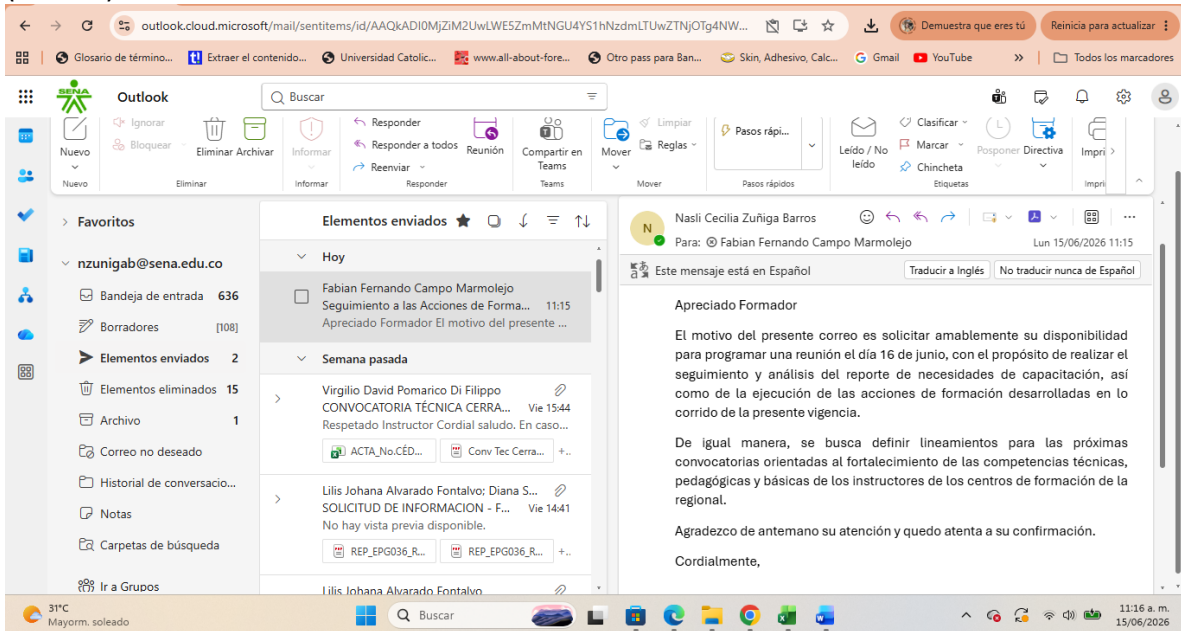 outlook.cloud.microsoft/mail/sentitems/id/AAQkADI0MjZiM2UwLWE5ZmMtNGU4YS1hNzdmLTUwZTNjOTg4NW...
Demuestra que eres tú
Reinicia para actualizar
Glosario de término...
Extraer el contenido...
Universidad Catolic...
www.all-about-fore...
Otro pass para Ban...
Skin, Adhesivo, Calc...
Gmail
YouTube
»
Todos los marcadores
SENA
Outlook
Buscar
Nuevo
Ignorar
Bloquear
Eliminar
Archivar
Informar
Responder
Responder a todos
Reenviar
Reunión
Compartir en Teams
Mover
Limpiar
Reglas
Pasos rápi...
Leído / No leído
Clasificar
Marcar
Chincheta
Posponer
Directiva
Impri
Nuevo
Eliminar
Informar
Responder
Teams
Mover
Pasos rápidos
Etiquetas
Impri
Favoritos
nzunigab@sena.edu.co
Bandeja de entrada 636
Borradores [108]
Elementos enviados 2
Elementos eliminados 15
Archivo 1
Correo no deseado
Historial de conversacio...
Notas
Carpetas de búsqueda
Ir a Grupos
Elementos enviados
Hoy
Fabian Fernando Campo Marmolejo
Seguimiento a las Acciones de Forma... 11:15
Apreciado Formador El motivo del presente ...
Semana pasada
Virgilio David Pomarico Di Filippo
CONVOCATORIA TÉCNICA CERRA... Vie 15:44
Respetado Instructor Cordial saludo. En caso...
ACTA_No.CÉD...
Conv Tec Cerra...
+..
Lilis Johana Alvarado Fontalvo; Diana S...
SOLICITUD DE INFORMACION - F... Vie 14:41
No hay vista previa disponible.
REP_EPG036_R...
REP_EPG036_R...
+..
Lilis Johana Alvarado Fontalvo
N
Nasli Cecilia Zuñiga Barros
Para: Fabian Fernando Campo Marmolejo
Lun 15/06/2026 11:15
Este mensaje está en Español
Traducir a Inglés
No traducir nunca de Español
Apreciado Formador
El motivo del presente correo es solicitar amablemente su disponibilidad
para programar una reunión el día 16 de junio, con el propósito de realizar el
seguimiento y análisis del reporte de necesidades de capacitación, así
como de la ejecución de las acciones de formación desarrolladas en lo
corrido de la presente vigencia.
De igual manera, se busca definir lineamientos para las próximas
convocatorias orientadas al fortalecimiento de las competencias técnicas,
pedagógicas y básicas de los instructores de los centros de formación de la
regional.
Agradezco de antemano su atención y quedo atenta a su confirmación.
Cordialmente,
31°C
Mayorm. soleado
Buscar
11:16 a. m.
15/06/2026